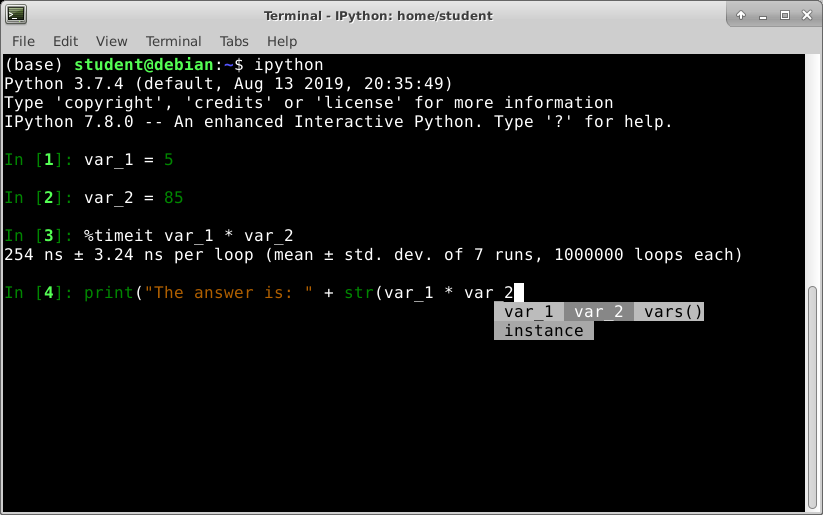 Terminal - IPython: home/student
File Edit View Terminal Tabs Help
(base) student@debian:~$ ipython
Python 3.7.4 (default, Aug 13 2019, 20:35:49)
Type 'copyright', 'credits' or 'license' for more information
IPython 7.8.0 -- An enhanced Interactive Python. Type '?' for help.
In [1]: var_1 = 5
In [2]: var_2 = 85
In [3]: %timeit var_1 * var_2
254 ns ± 3.24 ns per loop (mean ± std. dev. of 7 runs, 1000000 loops each)
In [4]: print("The answer is: " + str(var_1 * var_2
var_1 var_2 vars()
instance